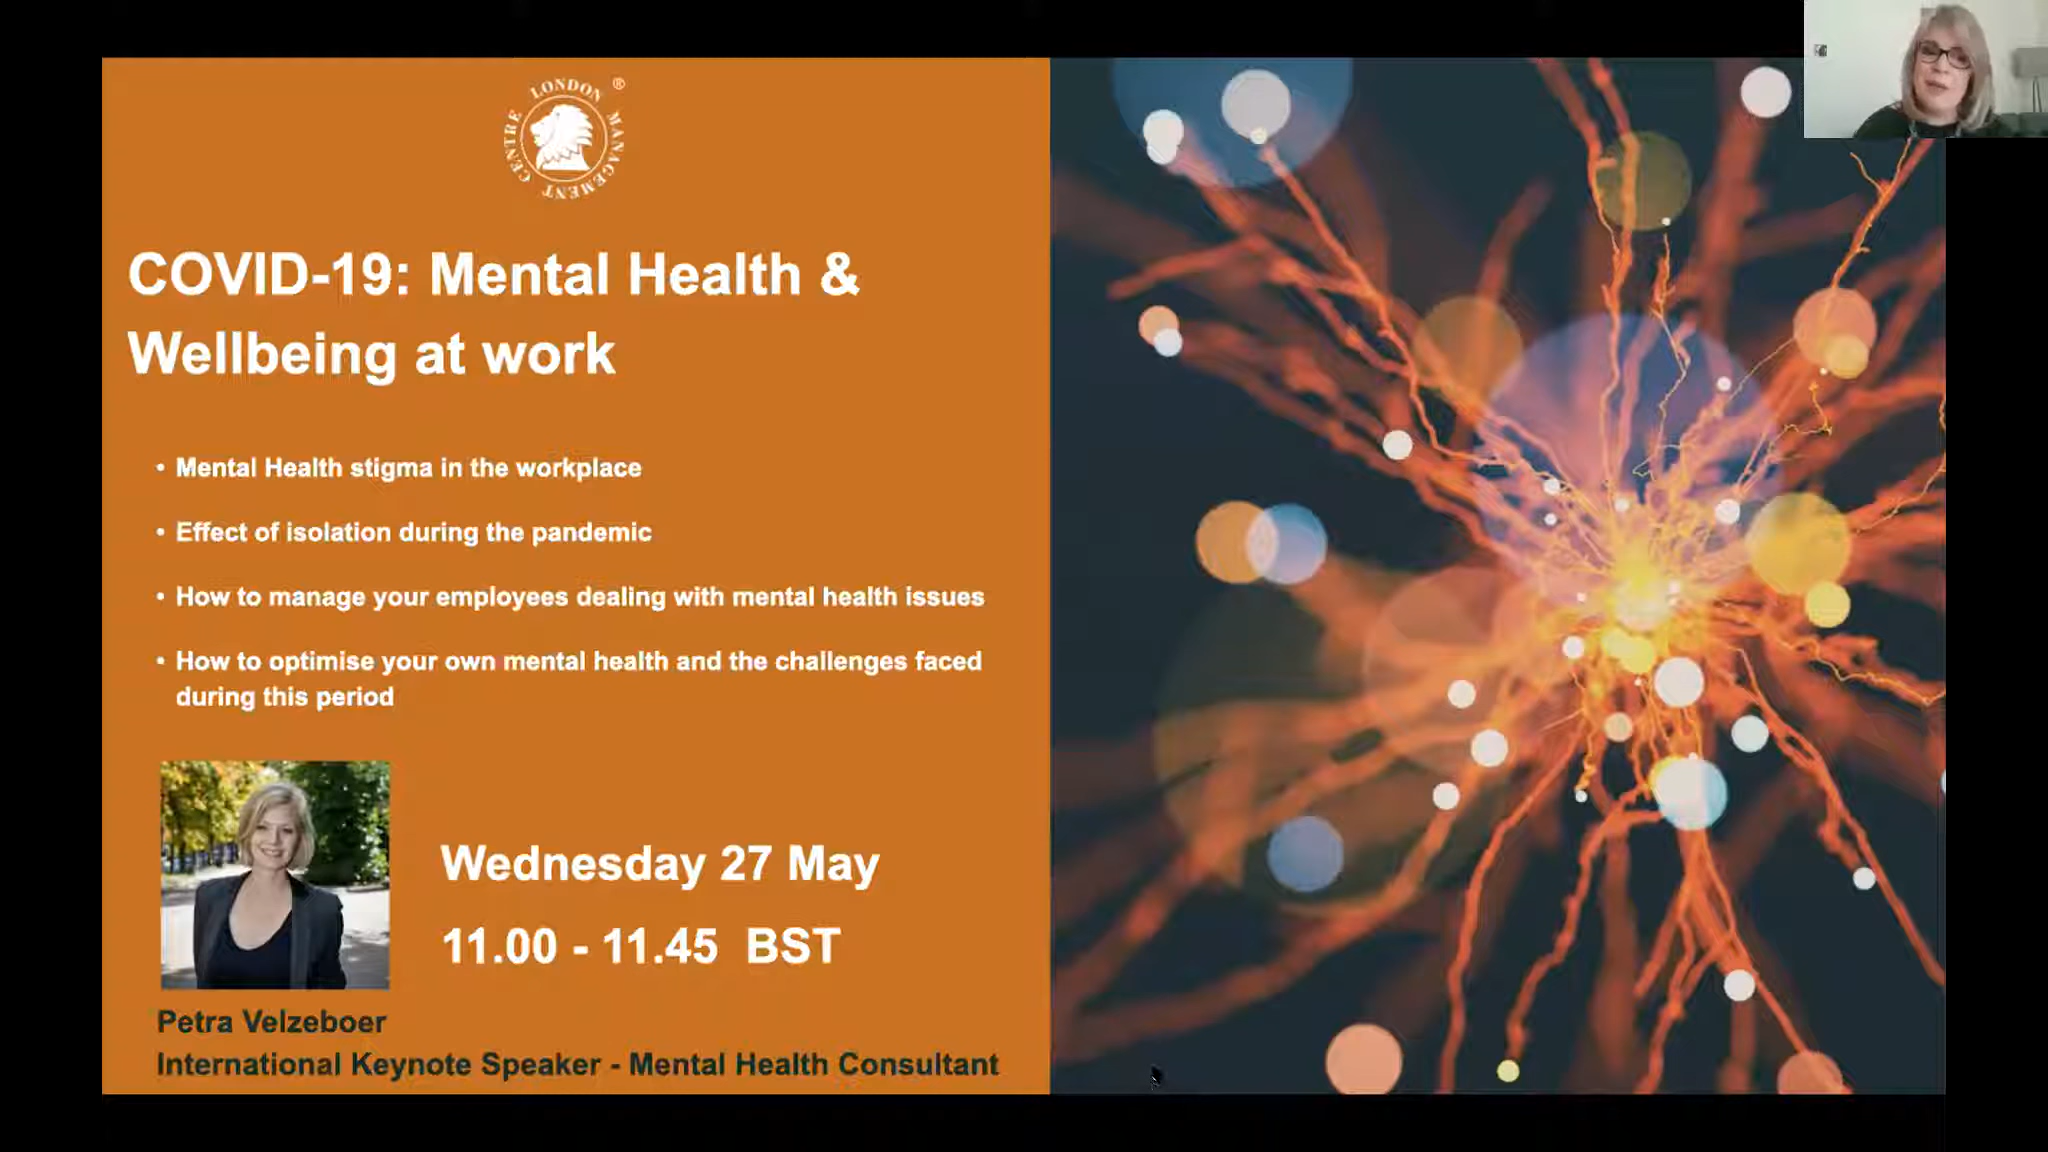 LONDON MANAGEMENT CENTRE ®
COVID-19: Mental Health &
Wellbeing at work
• Mental Health stigma in the workplace
• Effect of isolation during the pandemic
• How to manage your employees dealing with mental health issues
• How to optimise your own mental health and the challenges faced
during this period
Wednesday 27 May
11.00 - 11.45 BST
Petra Velzeboer
International Keynote Speaker - Mental Health Consultant